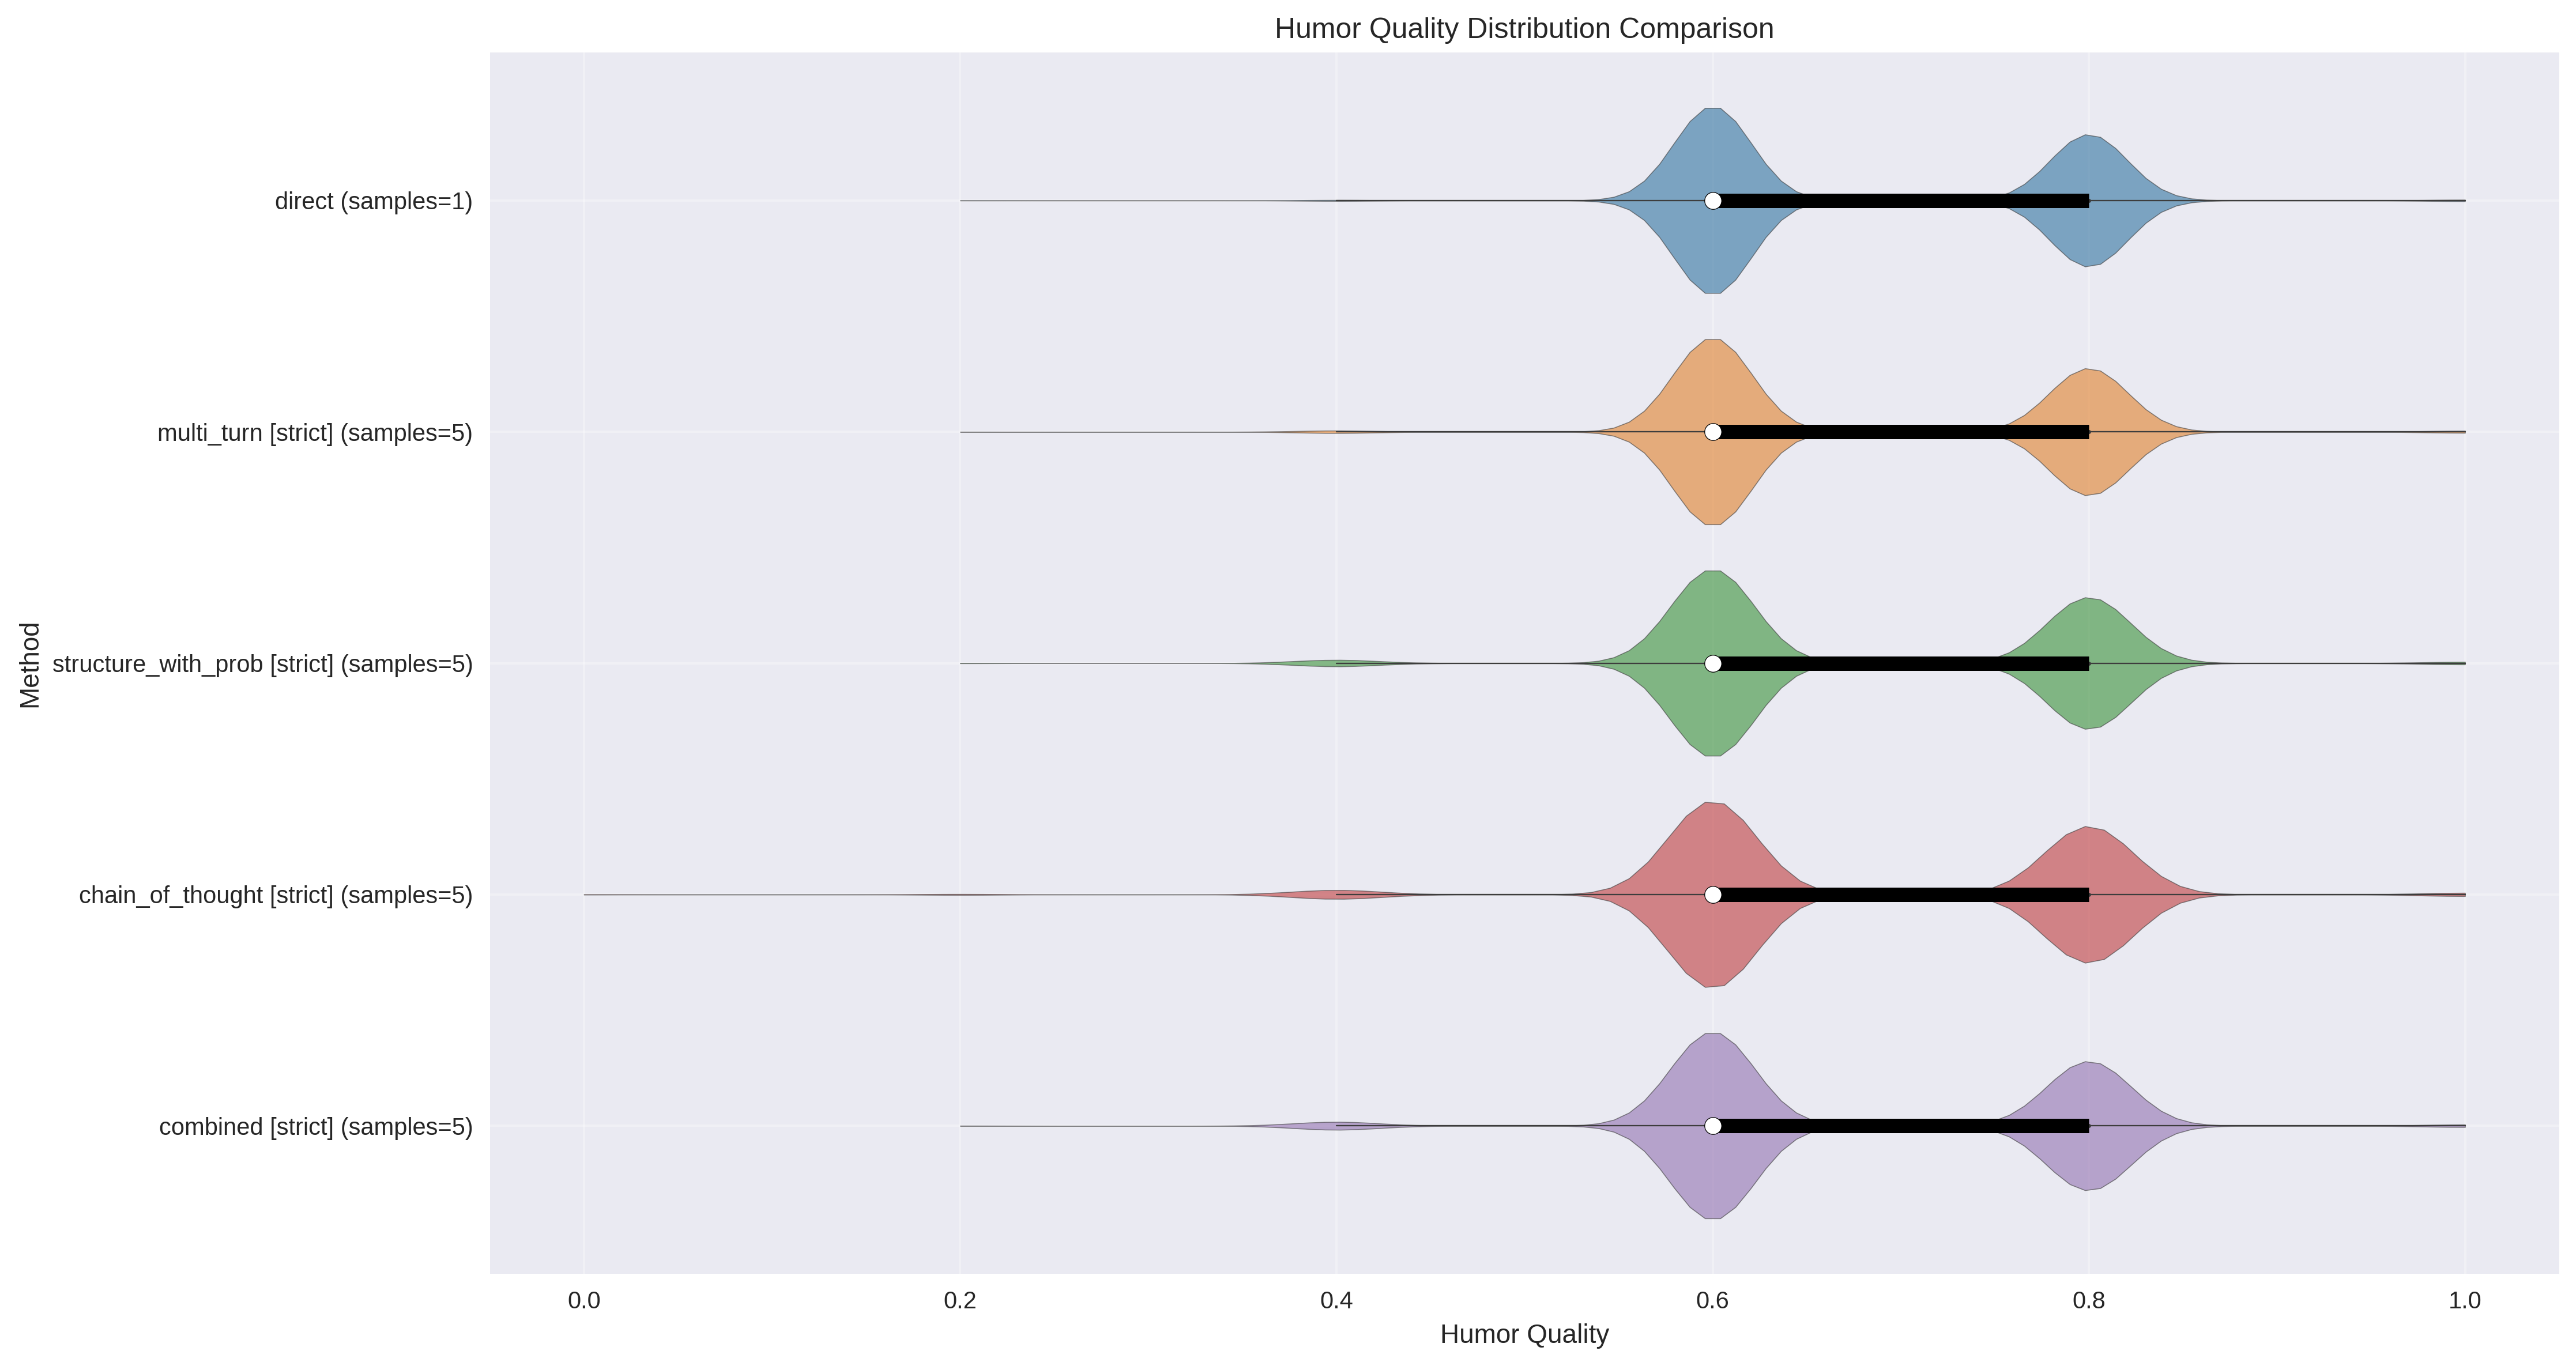 Humor Quality Distribution Comparison
Method
direct (samples=1)
multi_turn [strict] (samples=5)
structure_with_prob [strict] (samples=5)
chain_of_thought [strict] (samples=5)
combined [strict] (samples=5)
0.0 0.2 0.4 0.6 0.8 1.0
Humor Quality